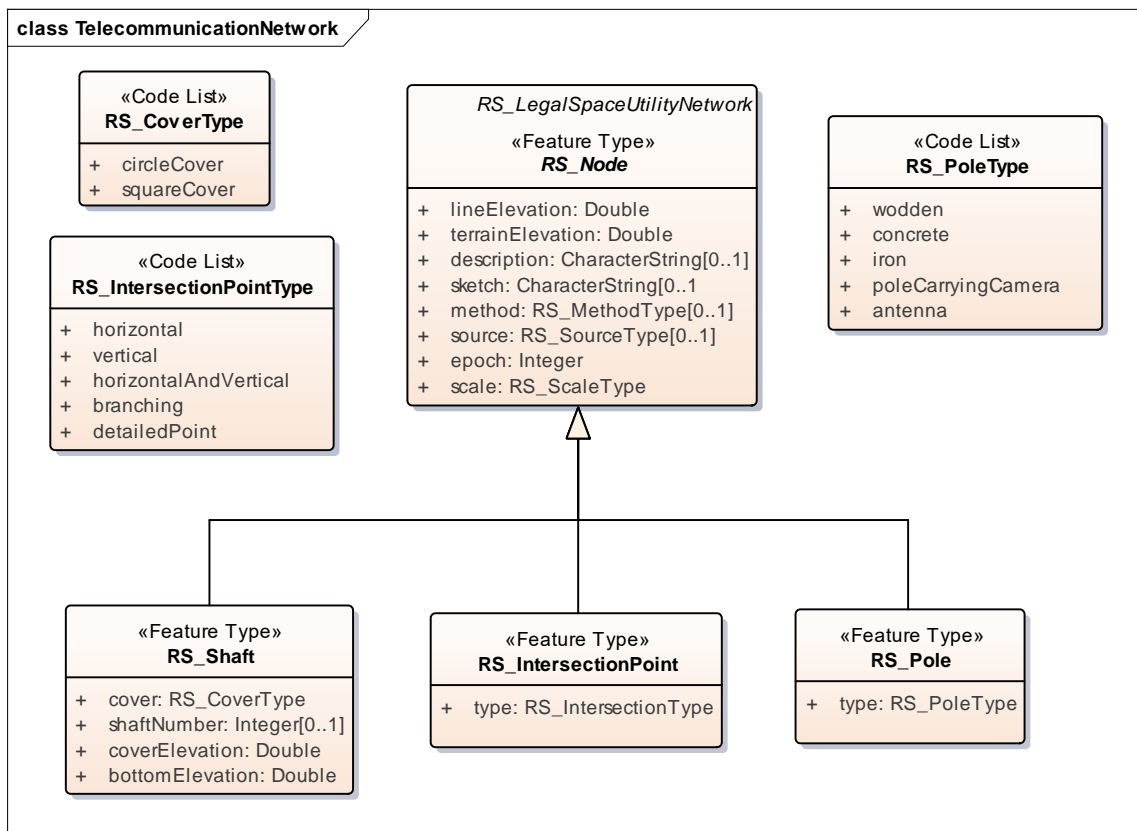 class TelecommunicationNetwork
«Code List»
RS_CoverType
+ circleCover
+ squareCover
«Code List»
RS_IntersectionPointType
+ horizontal
+ vertical
+ horizontalAndVertical
+ branching
+ detailedPoint
RS_LegalSpaceUtilityNetwork
«Feature Type»
RS_Node
+ lineElevation: Double
+ terrainElevation: Double
+ description: CharacterString[0..1]
+ sketch: CharacterString[0..1
+ method: RS_MethodType[0..1]
+ source: RS_SourceType[0..1]
+ epoch: Integer
+ scale: RS_ScaleType
«Code List»
RS_PoleType
+ wodden
+ concrete
+ iron
+ poleCarryingCamera
+ antenna
«Feature Type»
RS_Shaft
+ cover: RS_CoverType
+ shaftNumber: Integer[0..1]
+ coverElevation: Double
+ bottomElevation: Double
«Feature Type»
RS_IntersectionPoint
+ type: RS_IntersectionType
«Feature Type»
RS_Pole
+ type: RS_PoleType